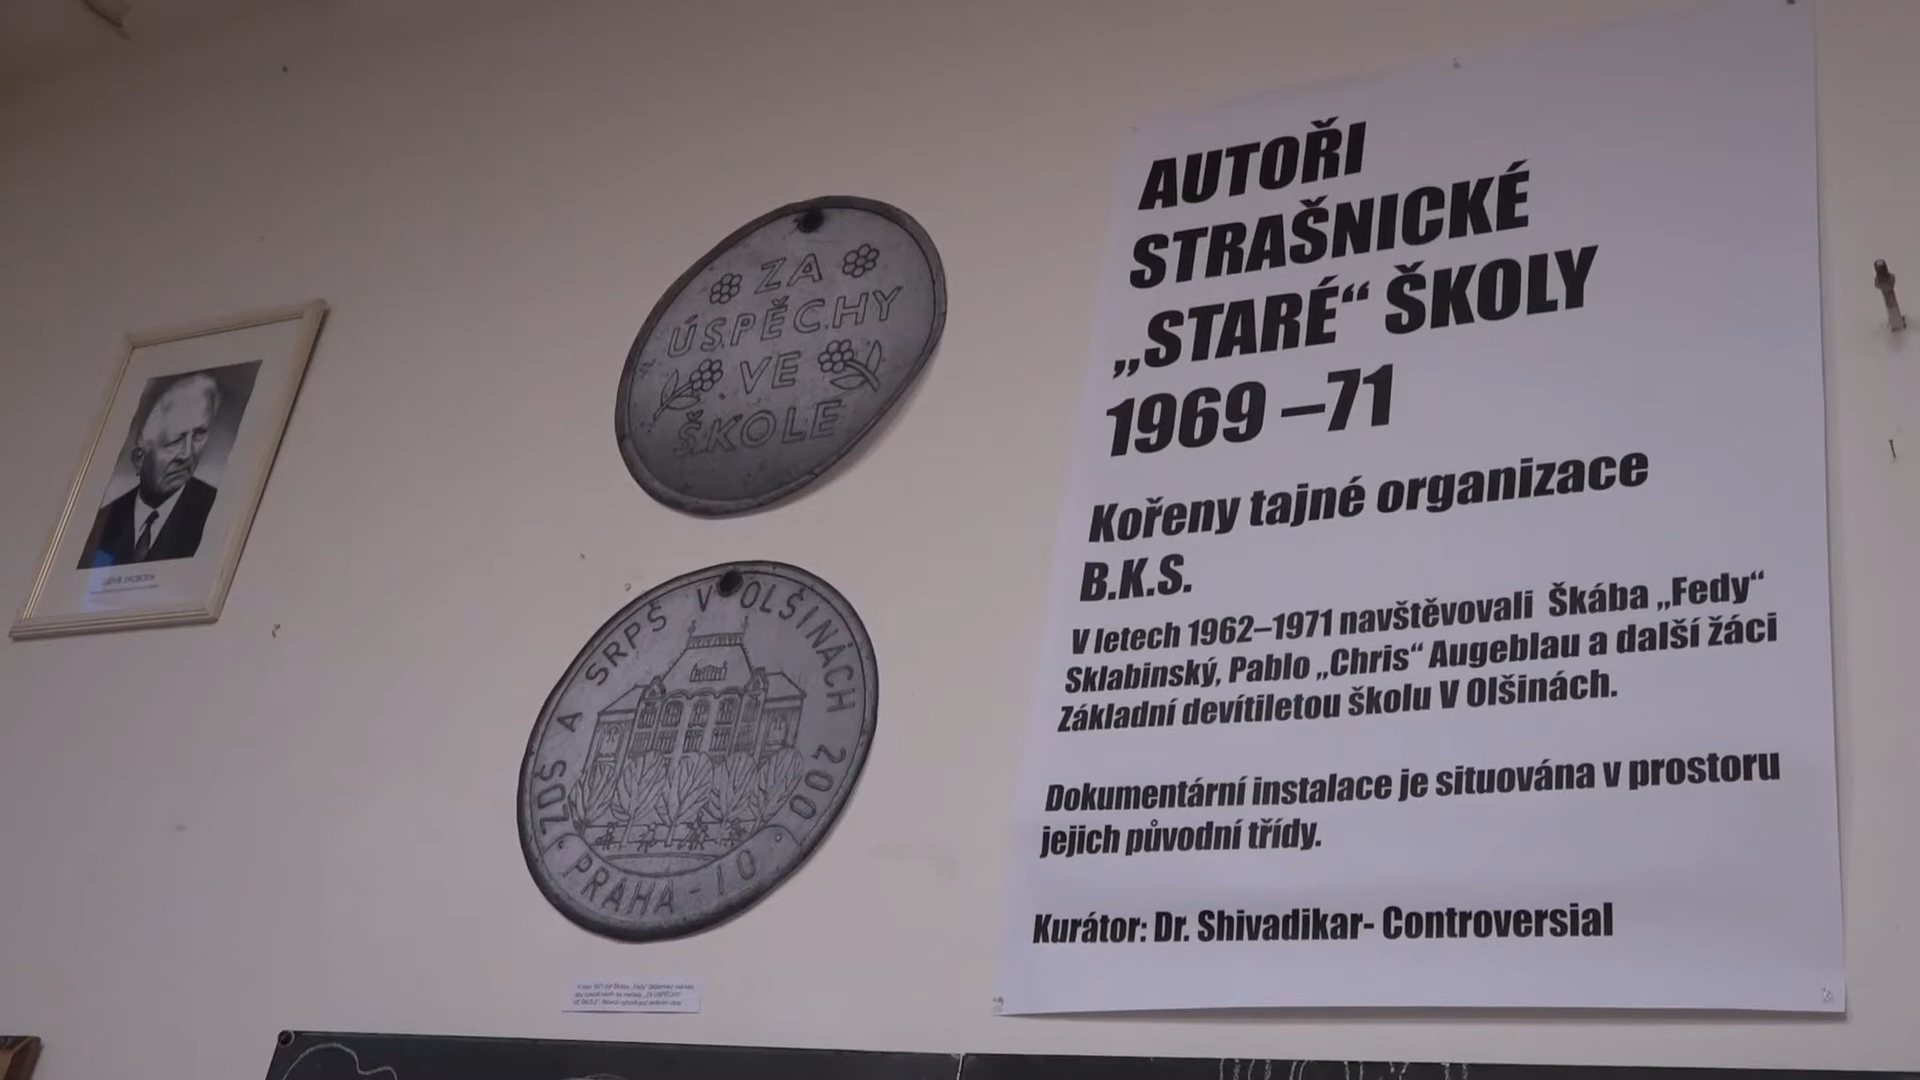 ZA
ÚSPĚCHY
VE
ŠKOLE
ZDŠ A SRPŠ V OLŠINÁCH 200
PRAHA-10
AUTOŘI
STRAŠNICKÉ
„STARÉ“ ŠKOLY
1969 –71
Kořeny tajné organizace
B.K.S.
V letech 1962–1971 navštěvovali Škába „Fedy“
Sklabinský, Pablo „Chris“ Augeblau a další žáci
Základní devítiletou školu V Olšinách.
Dokumentární instalace je situována v prostoru
jejich původní třídy.
Kurátor: Dr. Shivadikar- Controversial